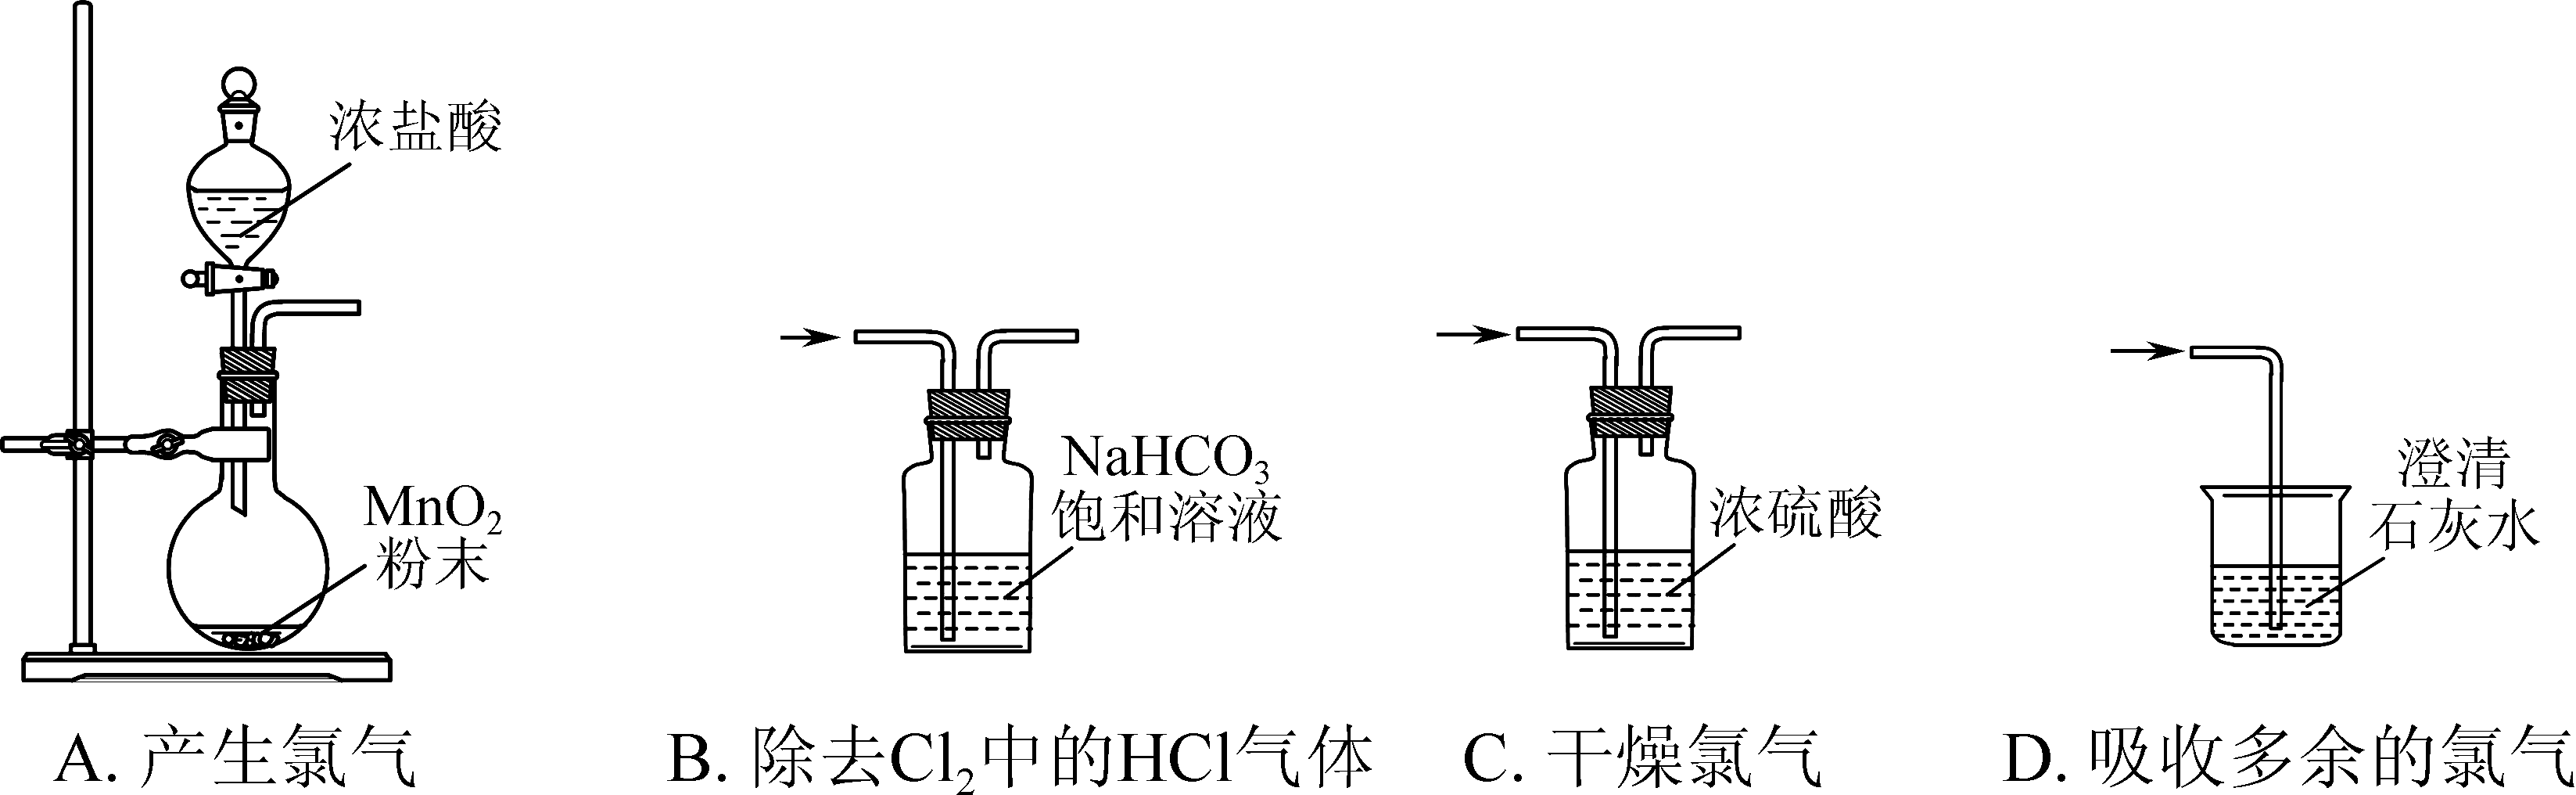 浓盐酸
MnO₂
粉末
A. 产生氯气
NaHCO₃
饱和溶液
B. 除去Cl₂中的HCl气体
浓硫酸
C. 干燥氯气
澄清
石灰水
D. 吸收多余的氯气